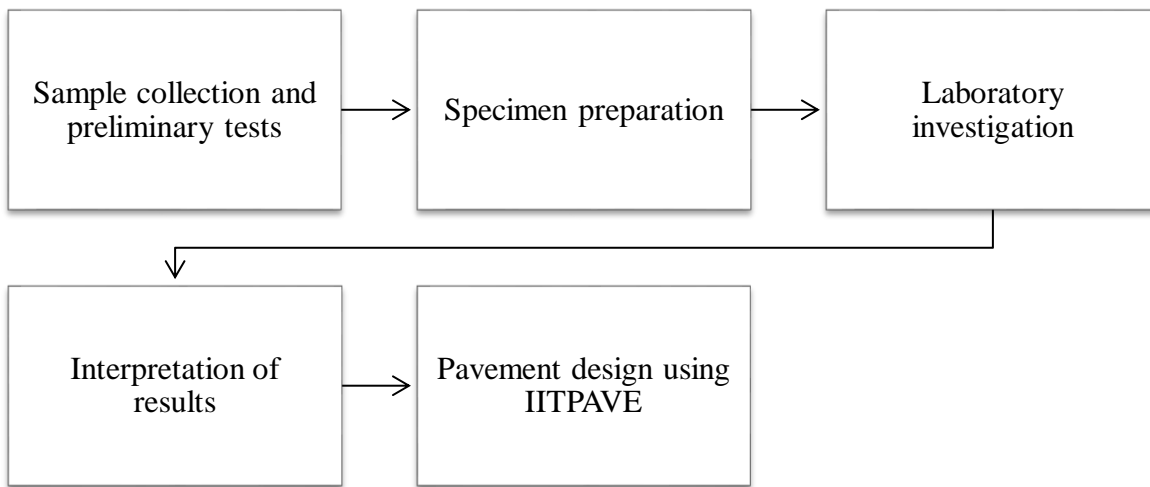 Sample collection and
preliminary tests
Specimen preparation
Laboratory
investigation
Interpretation of
results
Pavement design using
IITPAVE